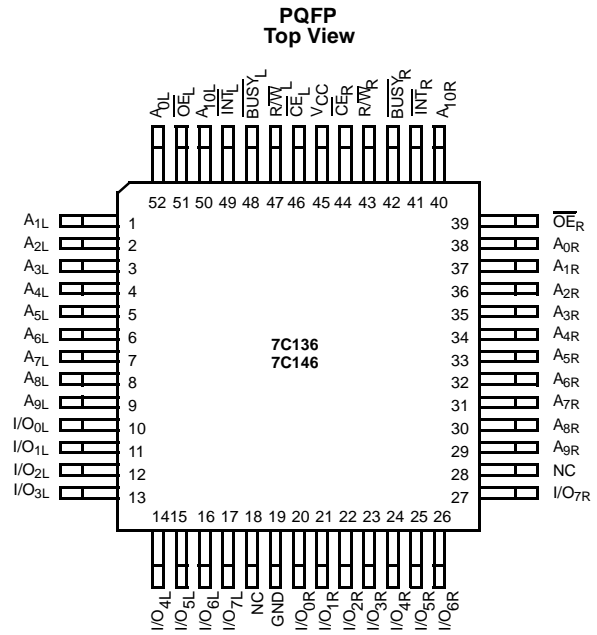 PQFP
Top View
A0L
OEL
A10L
INTL
BUSYL
R/WL
CEL
VCC
CER
R/WR
BUSYR
INTR
A10R
52 51 50 49 48 47 46 45 44 43 42 41 40
A1L 1
A2L 2
A3L 3
A4L 4
A5L 5
A6L 6
A7L 7
A8L 8
A9L 9
I/O0L 10
I/O1L 11
I/O2L 12
I/O3L 13
7C136
7C146
39 OER
38 A0R
37 A1R
36 A2R
35 A3R
34 A4R
33 A5R
32 A6R
31 A7R
30 A8R
29 A9R
28 NC
27 I/O7R
14 15 16 17 18 19 20 21 22 23 24 25 26
I/O4L
I/O5L
I/O6L
I/O7L
NC
GND
I/O0R
I/O1R
I/O2R
I/O3R
I/O4R
I/O5R
I/O6R